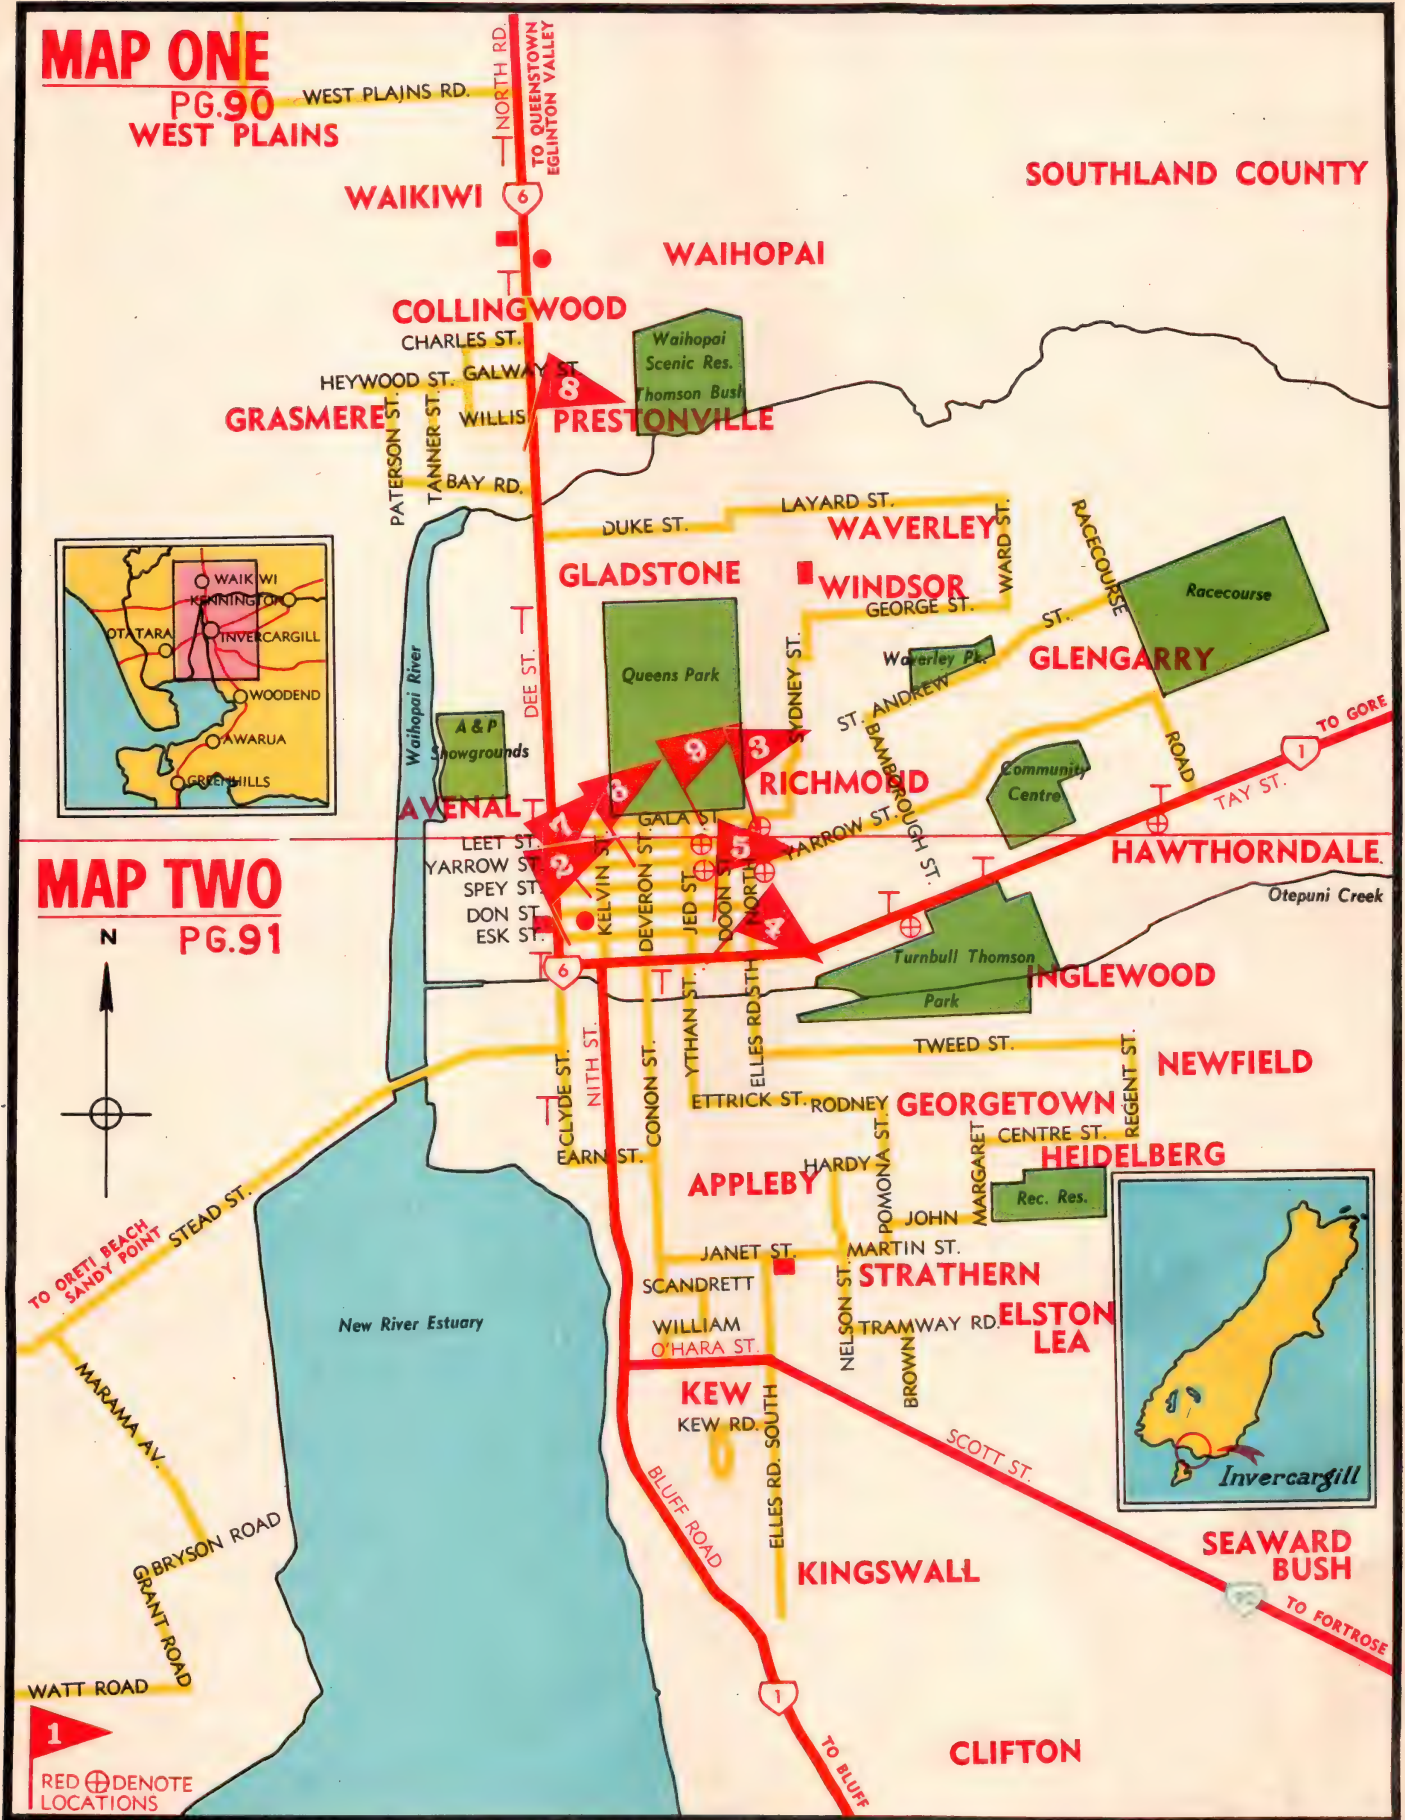 MAP ONE
PG.90
WEST PLAINS RD.
WEST PLAINS
NORTH RD.
TO QUEENSTOWN
EGLINTON VALLEY
SOUTHLAND COUNTY
WAIKIWI
6
WAIHOPAI
COLLINGWOOD
CHARLES ST.
Waihopai
Scenic Res.
Thomson Bush
HEYWOOD ST.
GALWAY ST.
8
GRASMERE
PATERSON ST.
TANNER ST.
WILLIS
PRESTONVILLE
BAY RD.
LAYARD ST.
DUKE ST.
WAVERLEY
WARD ST.
RACECOURSE
ROAD
GLADSTONE
WINDSOR
GEORGE ST.
Racecourse
WAIKIWI
KENNINGTON
OTATARA
INVERCARGILL
WOODEND
AWARUA
GREENHILLS
Waihopai River
DEE ST.
Queens Park
SYDNEY ST.
Waverley Pk.
ST. ANDREW
ST.
GLENGARRY
A & P
Showgrounds
9
3
BAMBOROUGH ST.
TO GORE
1
TAY ST.
RICHMOND
Community
Centre
AVENAL
6
7
GALA ST.
LEET ST.
YARROW ST.
5
YARROW ST.
HAWTHORNDALE
MAP TWO
PG.91
2
SPEY ST.
DON ST.
ESK ST.
KELVIN ST.
DEVERON ST.
JED ST.
DOON ST.
NORTH
4
Otepuni Creek
N
6
Turnbull Thomson
Park
INGLEWOOD
NITH ST.
CLYDE ST.
CONON ST.
YTHAN ST.
ELLES RD STH
TWEED ST.
NEWFIELD
ETTRICK ST.
RODNEY
GEORGETOWN
REGENT ST.
EARN ST.
CENTRE ST.
HEIDELBERG
APPLEBY
HARDY
POMONA ST.
MARGARET
Rec. Res.
JOHN
STEAD ST.
TO ORETI BEACH
SANDY POINT
JANET ST.
MARTIN ST.
SCANDRETT
STRATHERN
NELSON ST.
New River Estuary
WILLIAM
O'HARA ST.
TRAMWAY RD.
ELSTON
LEA
BROWN
MARAMA AV.
KEW
KEW RD.
ELLES RD. SOUTH
SCOTT ST.
Invercargill
BLUFF ROAD
BRYSON ROAD
GRANT ROAD
KINGSWALL
SEAWARD
BUSH
TO FORTROSE
WATT ROAD
1
1
RED DENOTE
LOCATIONS
CLIFTON
TO BLUFF